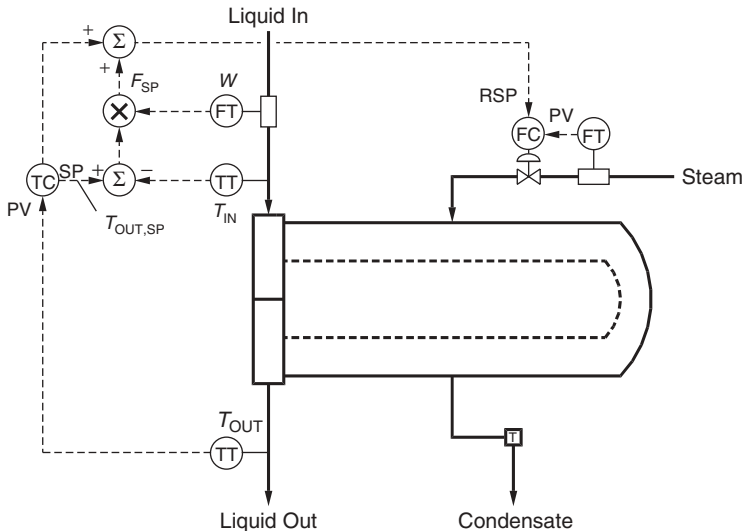 Liquid In
+
Σ
+
F_SP
W
FT
RSP
PV
FC
FT
TC
SP
+
Σ
−
TT
Steam
PV
T_OUT,SP
T_IN
T_OUT
TT
T
Liquid Out
Condensate